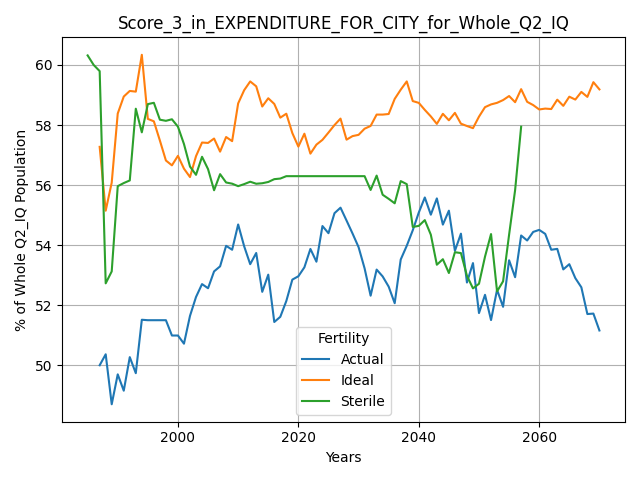 Score_3_in_EXPENDITURE_FOR_CITY_for_Whole_Q2_IQ
% of Whole Q2_IQ Population
60
58
56
54
52
50
Fertility
Actual
Ideal
Sterile
2000 2020 2040 2060
Years